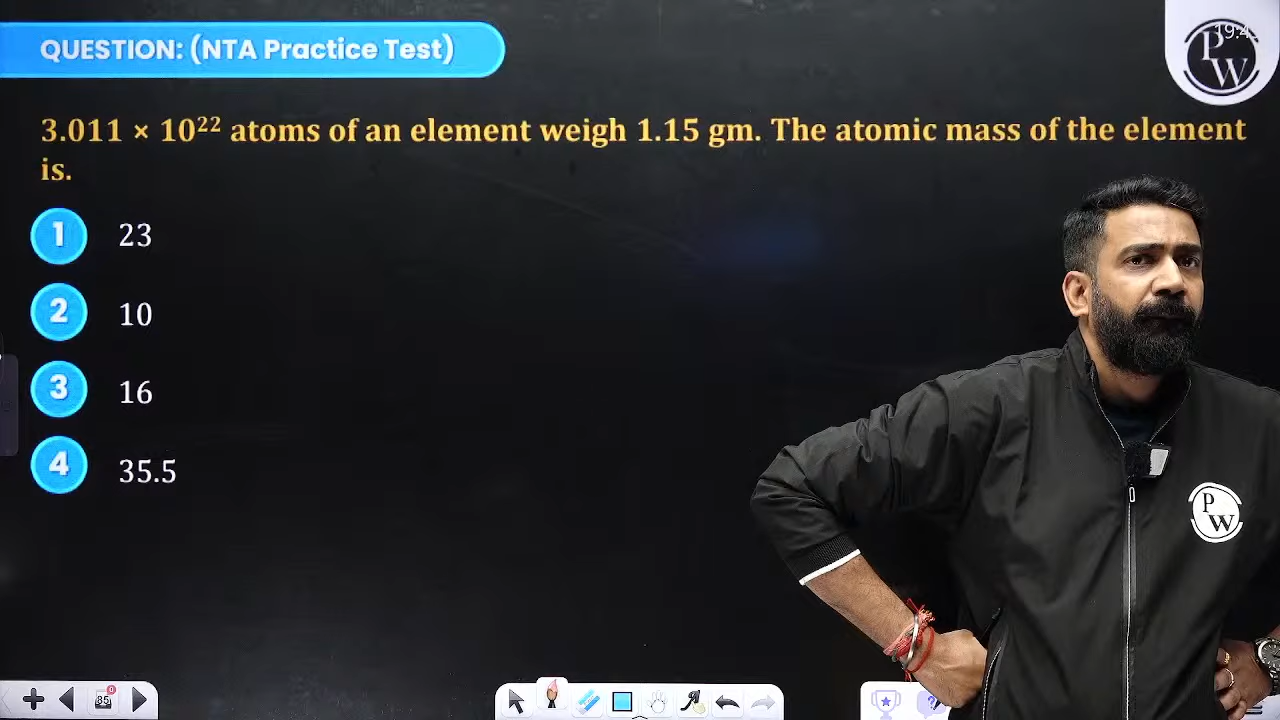 QUESTION: (NTA Practice Test)
3.011 × 10²² atoms of an element weigh 1.15 gm. The atomic mass of the element
is.
1 23
2 10
3 16
4 35.5
P
W
P
W
85